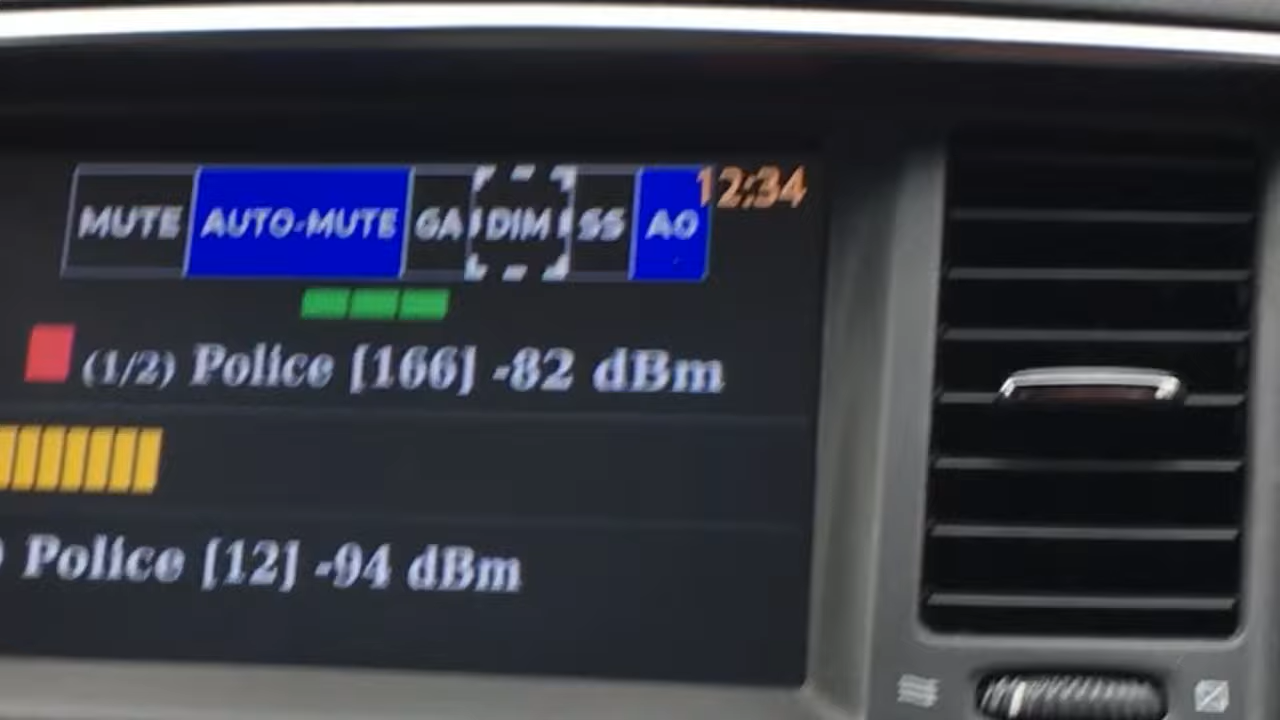 MUTE AUTO-MUTE GA DIM SS AO 12:34
(1/2) Police [166] -82 dBm
) Police [12] -94 dBm